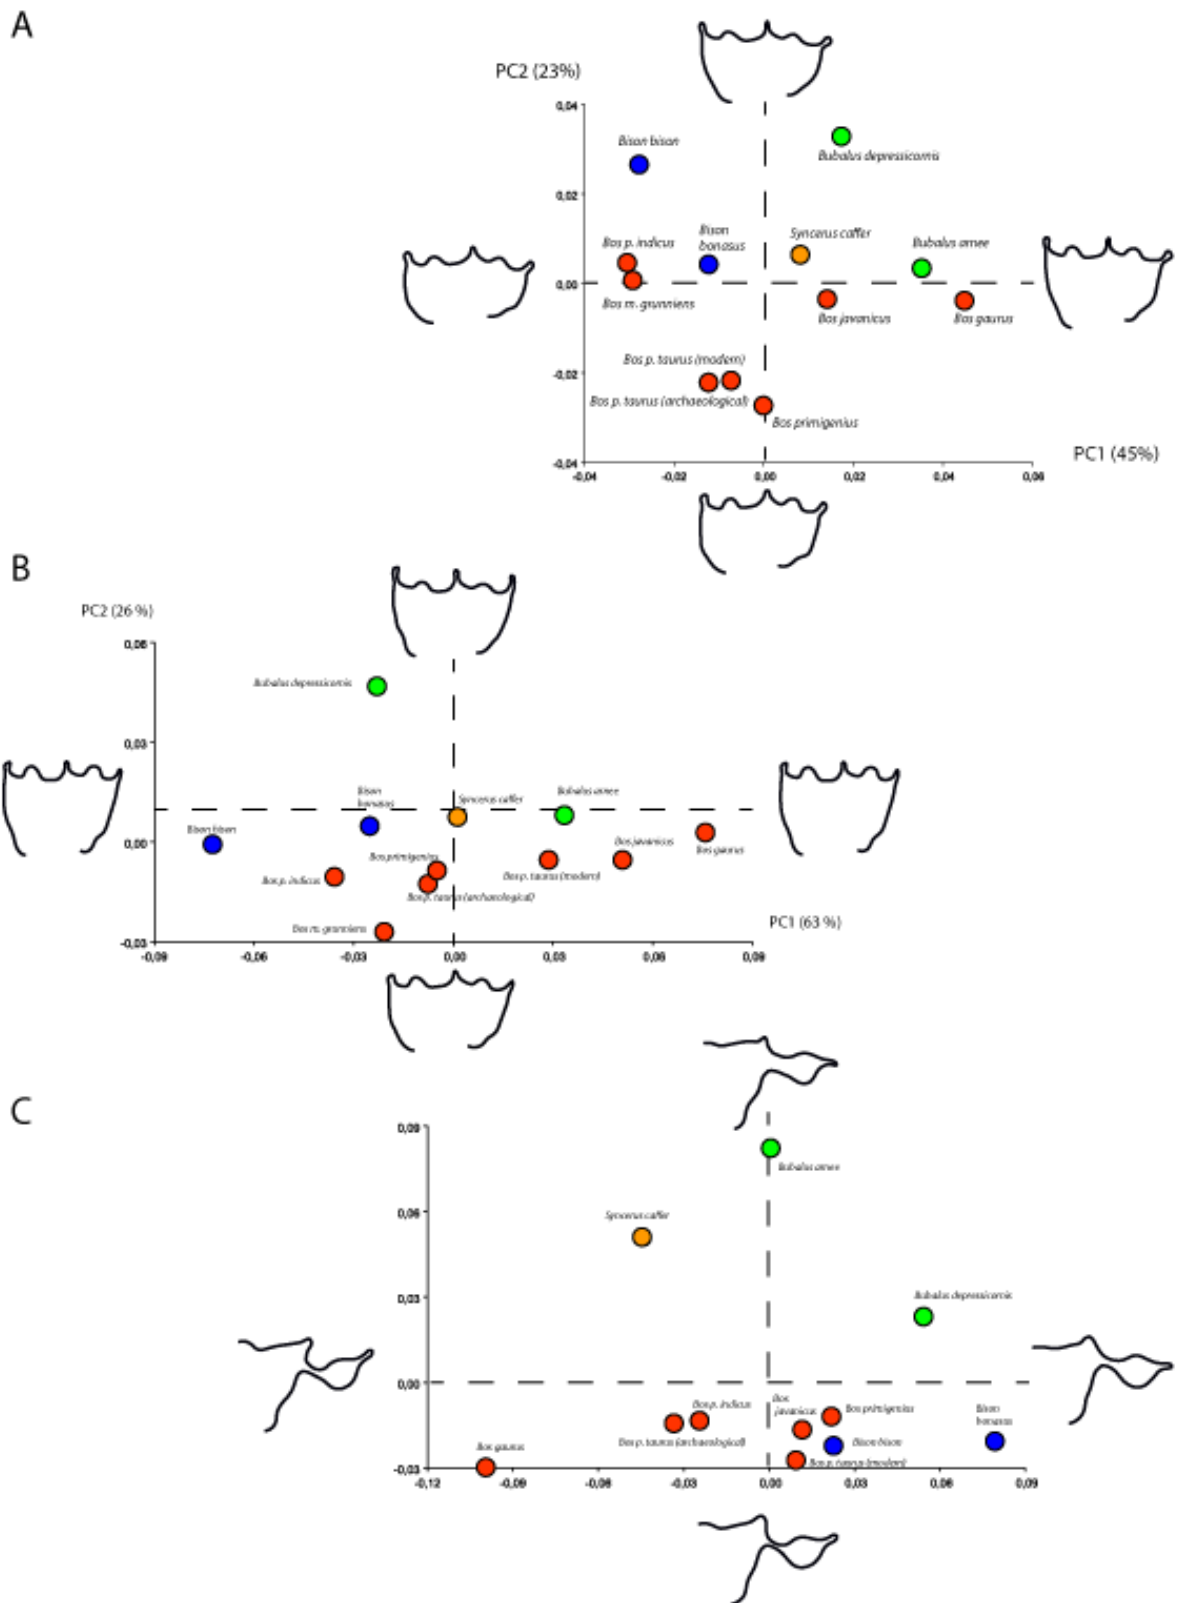 A
PC2 (23%)
0,04
Bison bison
Bubalus depressicornis
0,02
Bos p. indicus
Bison
bonasus
Syncerus caffer
Bubalus arnee
0,00
Bos m. grunniens
Bos javanicus
Bos gaurus
Bos p. taurus (modern)
-0,02
Bos p. taurus (archaeological)
Bos primigenius
-0,04
PC1 (45%)
-0,04 -0,02 0,00 0,02 0,04 0,06
B
PC2 (26 %)
0,06
Bubalus depressicornis
0,03
Bison
bonasus
Syncerus caffer
Bubalus arnee
Bison bison
0,00
Bos primigenius
Bos javanicus
Bos gaurus
Bos p. indicus
Bos p. taurus (modern)
Bos p. taurus (archaeological)
Bos m. grunniens
PC1 (63 %)
-0,03
-0,09 -0,06 -0,03 0,00 0,03 0,06 0,09
C
0,09
Bubalus arnee
0,06
Syncerus caffer
0,03
Bubalus depressicornis
0,00
Bos p. indicus
Bos
javanicus
Bos primigenius
Bison
bonasus
Bos p. taurus (archaeological)
Bison bison
Bos gaurus
Bos p. taurus (modern)
-0,03
-0,12 -0,09 -0,06 -0,03 0,00 0,03 0,06 0,09